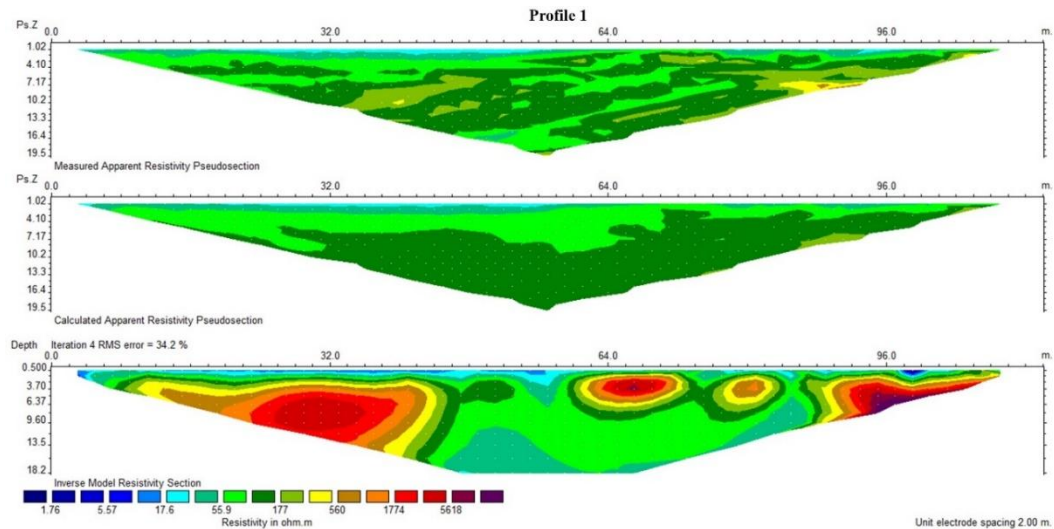 Profile 1
Ps.Z 0.0 32.0 64.0 96.0 m.
1.02
4.10
7.17
10.2
13.3
16.4
19.5
Measured Apparent Resistivity Pseudosection
Ps.Z 0.0 32.0 64.0 96.0 m.
1.02
4.10
7.17
10.2
13.3
16.4
19.5
Calculated Apparent Resistivity Pseudosection
Depth Iteration 4 RMS error = 34.2 %
0.0 32.0 64.0 96.0 m.
0.500
3.70
6.37
9.60
13.5
18.2
Inverse Model Resistivity Section
1.76 5.57 17.6 55.9 177 560 1774 5618
Resistivity in ohm.m Unit electrode spacing 2.00 m.